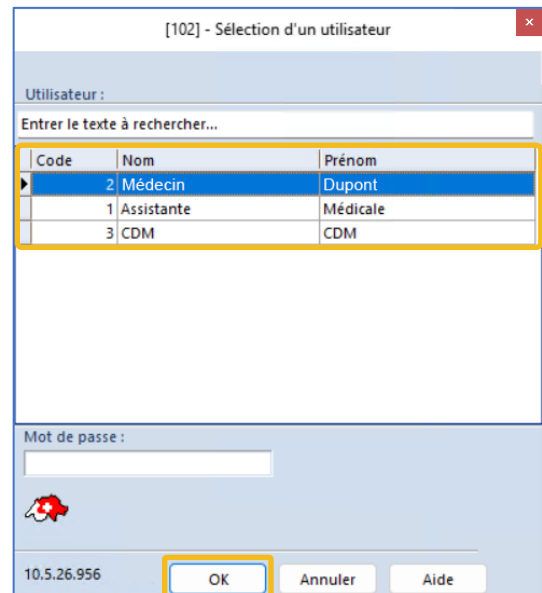 [102] - Sélection d'un utilisateur
Utilisateur :
Entrer le texte à rechercher...
Code Nom Prénom
2 Médecin Dupont
1 Assistante Médicale
3 CDM CDM
Mot de passe :
10.5.26.956 OK Annuler Aide